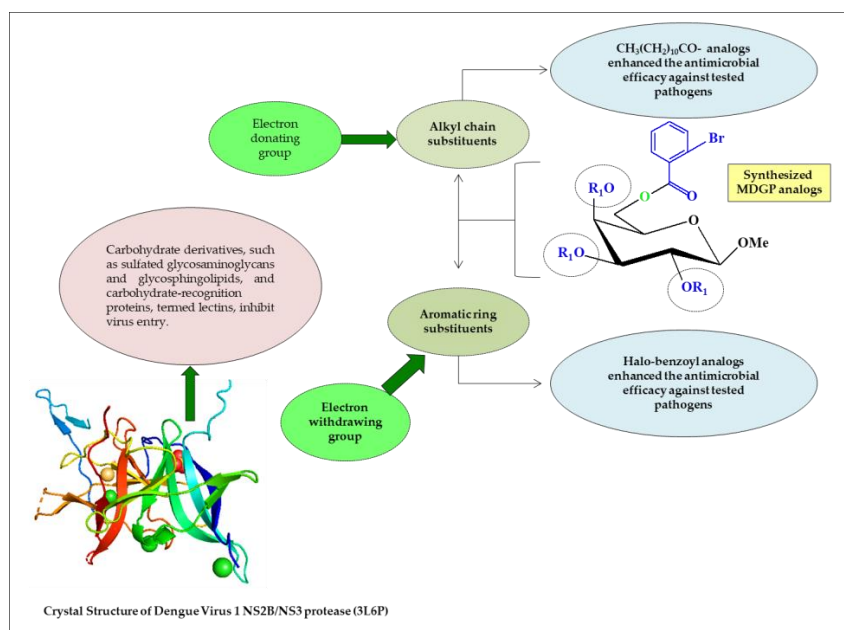 CH₃(CH₂)₁₀CO- analogs
enhanced the antimicrobial
efficacy against tested
pathogens
Electron
donating
group
Alkyl chain
substituents
Br
Synthesized
MDGP analogs
R₁O
O
O
O
R₁O
OMe
OR₁
Carbohydrate derivatives, such
as sulfated glycosaminoglycans
and glycosphingolipids, and
carbohydrate-recognition
proteins, termed lectins, inhibit
virus entry.
Aromatic ring
substituents
Halo-benzoyl analogs
enhanced the antimicrobial
efficacy against tested
pathogens
Electron
withdrawing
group
Crystal Structure of Dengue Virus 1 NS2B/NS3 protease (3L6P)